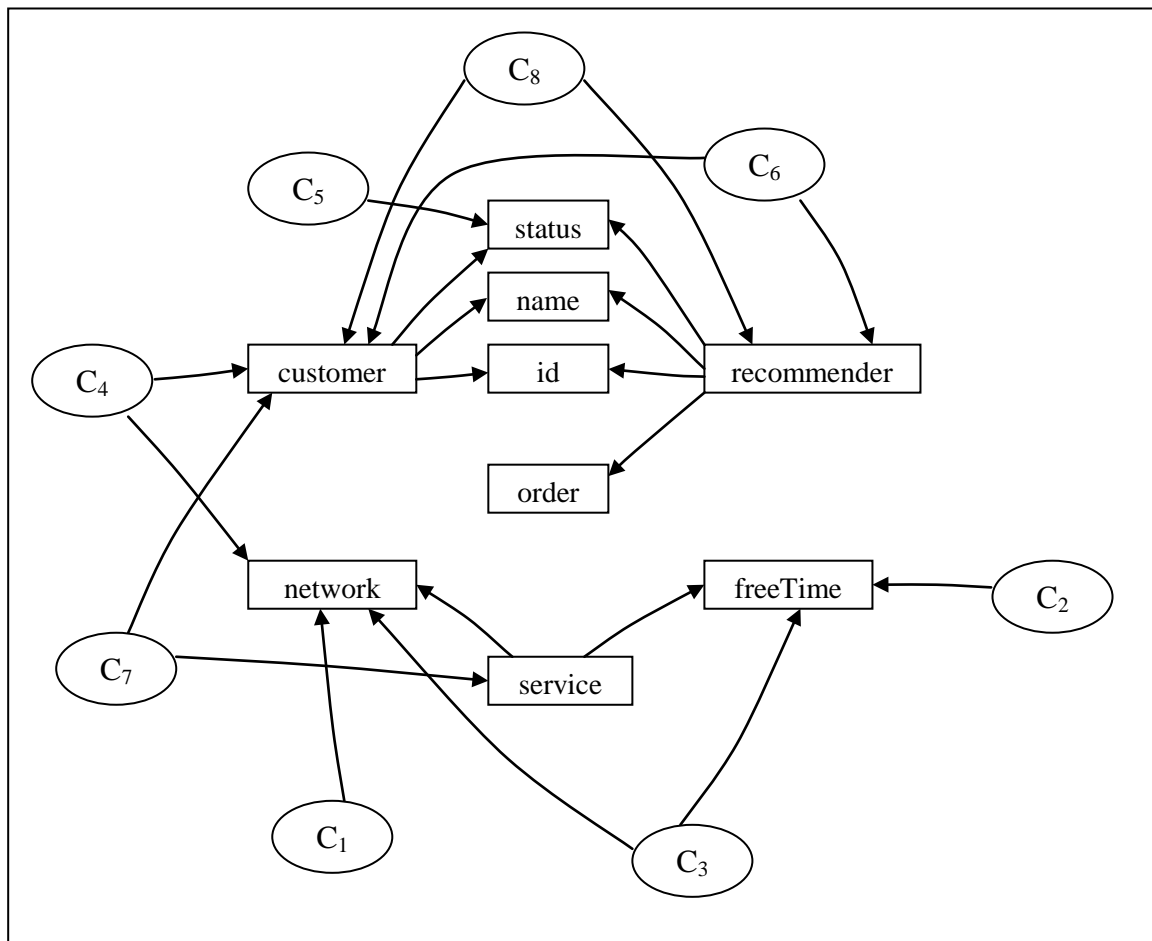 C₈
C₆
C₅
status
name
C₄
customer
id
recommender
order
network
freeTime
C₂
C₇
service
C₁
C₃